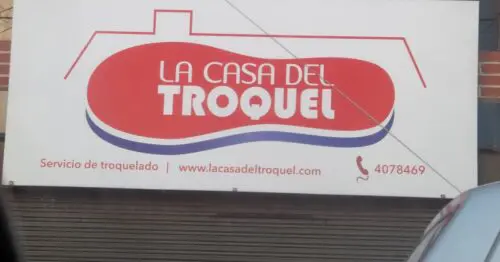 LA CASA DEL
TROQUEL
Servicio de troquelado | www.lacasadeltroquel.com 4078469